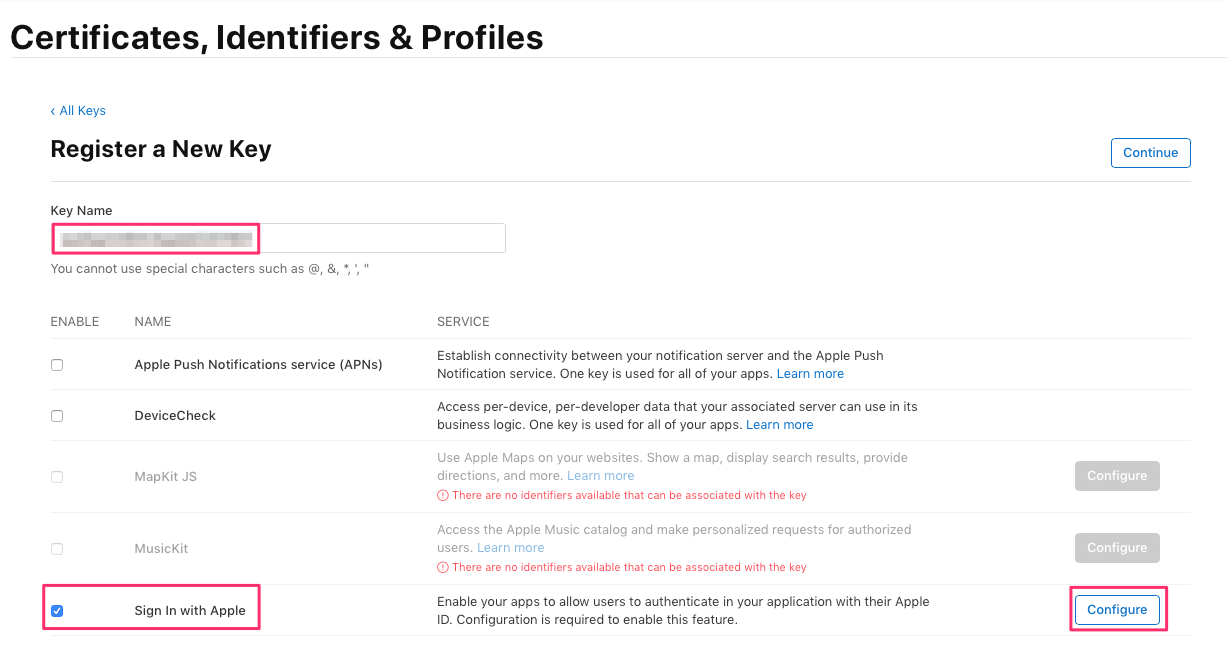 Certificates, Identifiers & Profiles
‹ All Keys
Register a New Key
Continue
Key Name
You cannot use special characters such as @, &, *, ', "
ENABLE NAME SERVICE
Apple Push Notifications service (APNs)
Establish connectivity between your notification server and the Apple Push
Notification service. One key is used for all of your apps. Learn more
DeviceCheck
Access per-device, per-developer data that your associated server can use in its
business logic. One key is used for all of your apps. Learn more
MapKit JS
Use Apple Maps on your websites. Show a map, display search results, provide
directions, and more. Learn more
There are no identifiers available that can be associated with the key
Configure
MusicKit
Access the Apple Music catalog and make personalized requests for authorized
users. Learn more
There are no identifiers available that can be associated with the key
Configure
Sign In with Apple
Enable your apps to allow users to authenticate in your application with their Apple
ID. Configuration is required to enable this feature.
Configure